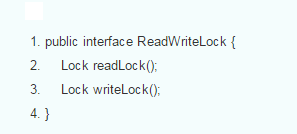 1. public interface ReadWriteLock {
2. Lock readLock();
3. Lock writeLock();
4. }